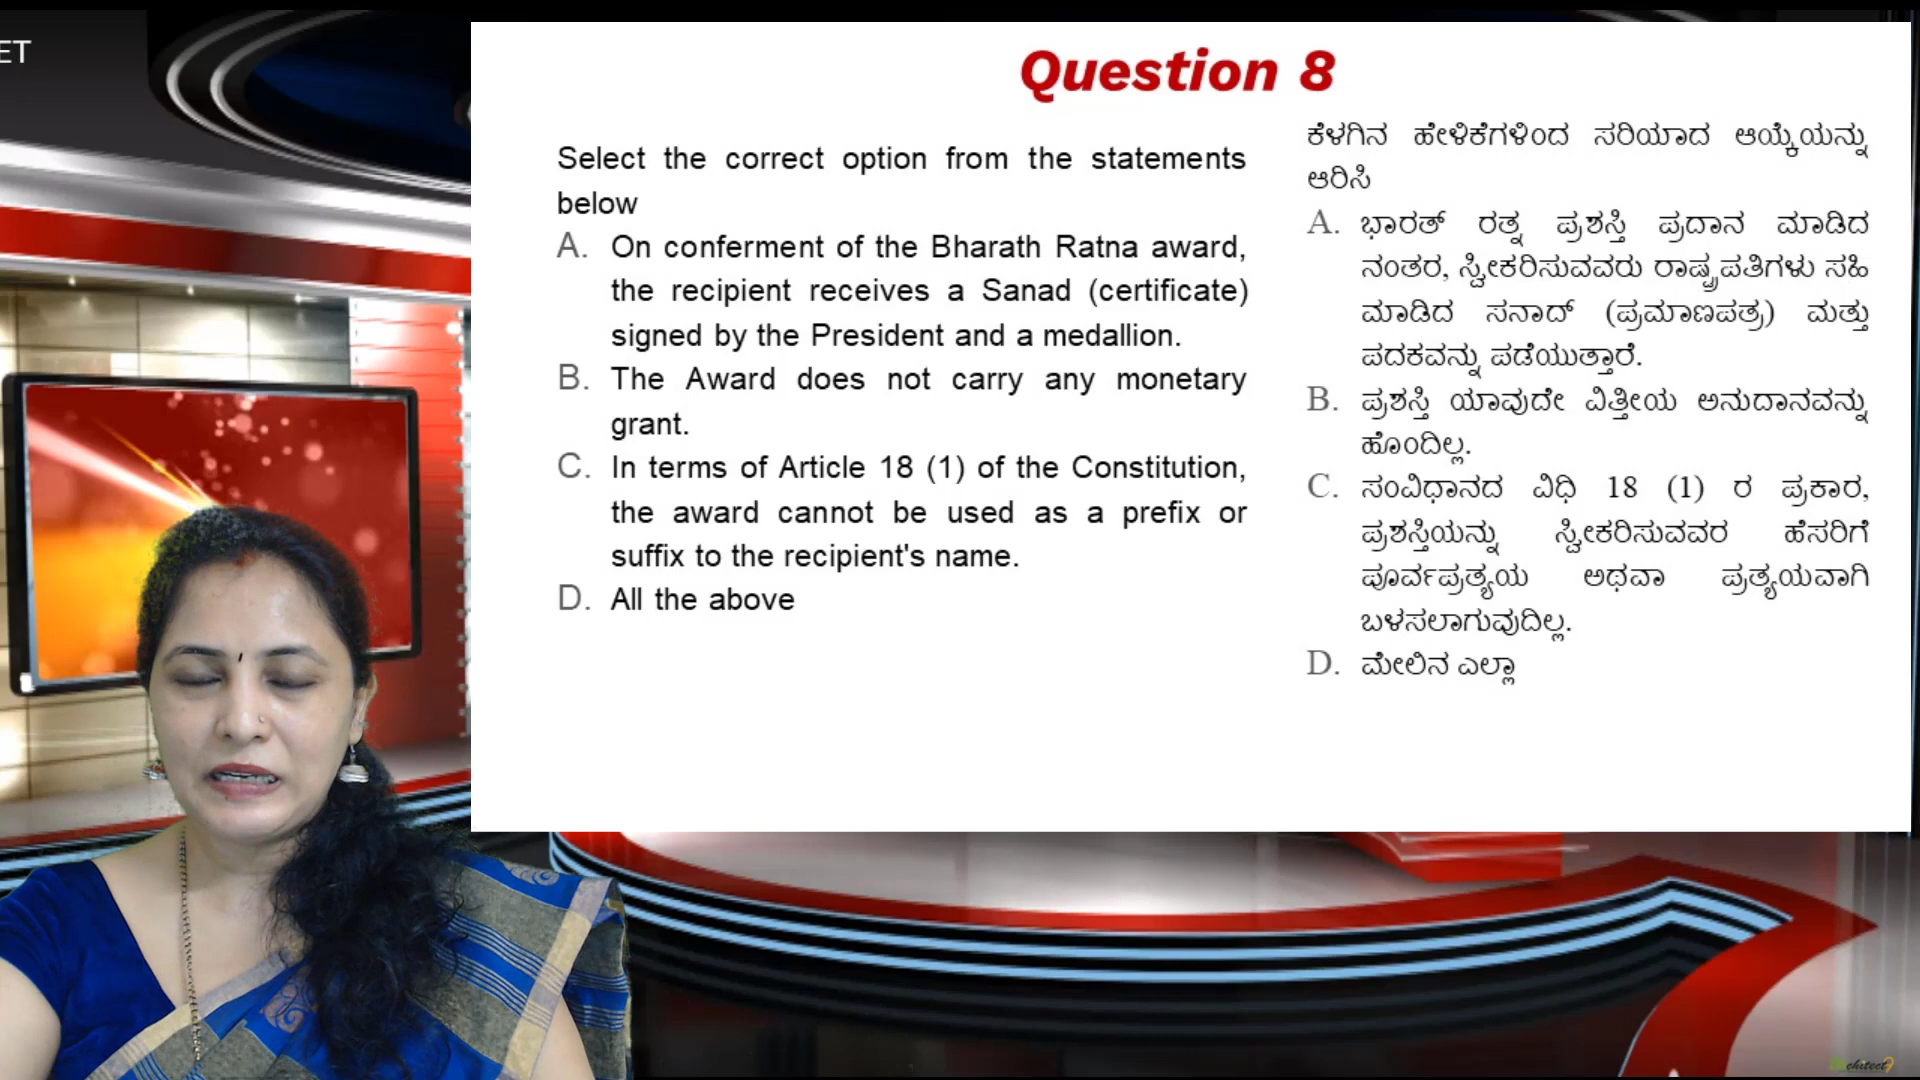 ET
Question 8
Select the correct option from the statements
below
A. On conferment of the Bharath Ratna award,
the recipient receives a Sanad (certificate)
signed by the President and a medallion.
B. The Award does not carry any monetary
grant.
C. In terms of Article 18 (1) of the Constitution,
the award cannot be used as a prefix or
suffix to the recipient's name.
D. All the above
ಕೆಳಗಿನ ಹೇಳಿಕೆಗಳಿಂದ ಸರಿಯಾದ ಆಯ್ಕೆಯನ್ನು
ಆರಿಸಿ
A. ಭಾರತ್ ರತ್ನ ಪ್ರಶಸ್ತಿ ಪ್ರದಾನ ಮಾಡಿದ
ನಂತರ, ಸ್ವೀಕರಿಸುವವರು ರಾಷ್ಟ್ರಪತಿಗಳು ಸಹಿ
ಮಾಡಿದ ಸನಾದ್ (ಪ್ರಮಾಣಪತ್ರ) ಮತ್ತು
ಪದಕವನ್ನು ಪಡೆಯುತ್ತಾರೆ.
B. ಪ್ರಶಸ್ತಿ ಯಾವುದೇ ವಿತ್ತೀಯ ಅನುದಾನವನ್ನು
ಹೊಂದಿಲ್ಲ.
C. ಸಂವಿಧಾನದ ವಿಧಿ 18 (1) ರ ಪ್ರಕಾರ,
ಪ್ರಶಸ್ತಿಯನ್ನು ಸ್ವೀಕರಿಸುವವರ ಹೆಸರಿಗೆ
ಪೂರ್ವಪ್ರತ್ಯಯ ಅಥವಾ ಪ್ರತ್ಯಯವಾಗಿ
ಬಳಸಲಾಗುವುದಿಲ್ಲ.
D. ಮೇಲಿನ ಎಲ್ಲಾ